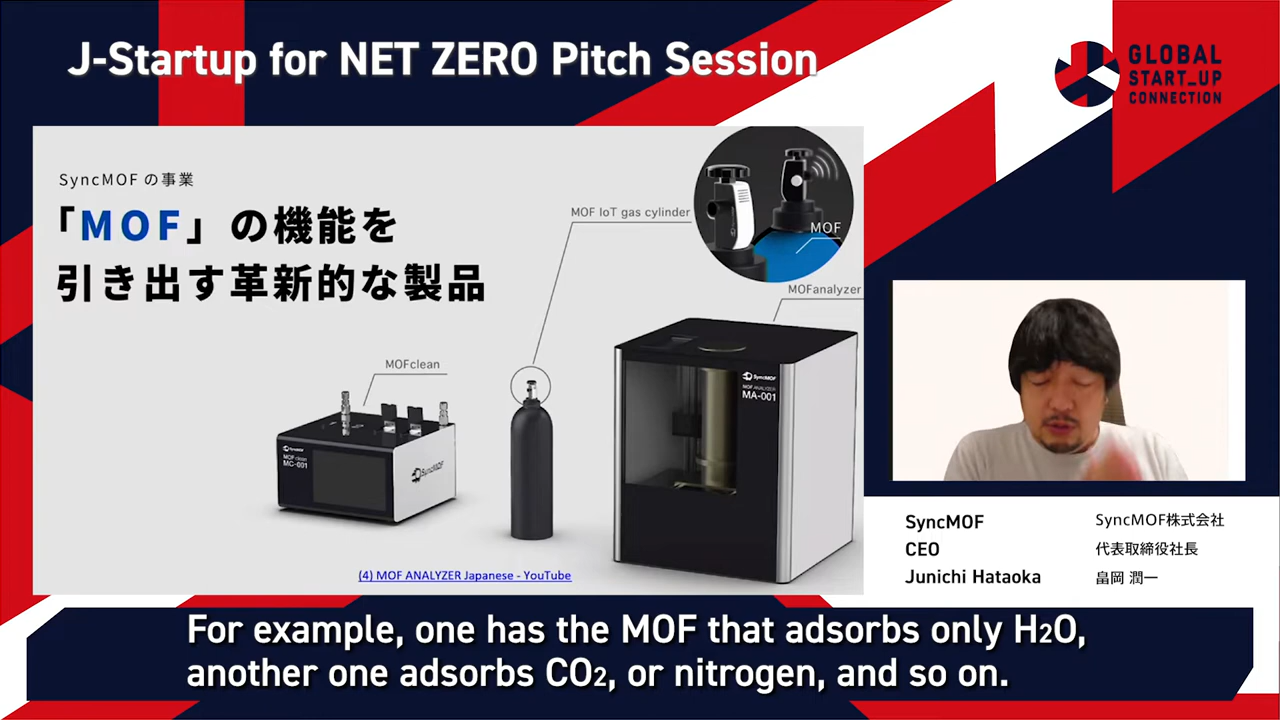 J-Startup for NET ZERO Pitch Session
GLOBAL
START_UP
CONNECTION
SyncMOF の事業
「MOF」の機能を
引き出す革新的な製品
MOF IoT gas cylinder
MOF
MOFanalyzer
MOFclean
SyncMOF
MOF clean
MC-001
SyncMOF
SyncMOF
MOF ANALYZER
MA-001
(4) MOF ANALYZER Japanese - YouTube
SyncMOF
CEO
Junichi Hataoka
SyncMOF株式会社
代表取締役社長
畠岡 潤一
For example, one has the MOF that adsorbs only H₂O,
another one adsorbs CO₂, or nitrogen, and so on.